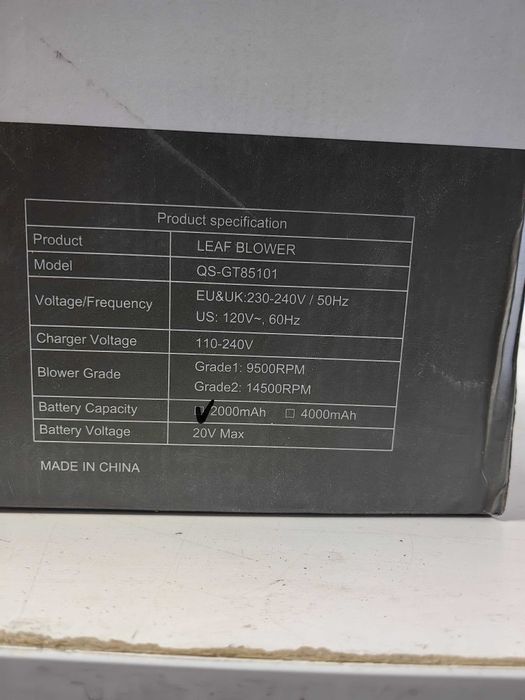 Product specification
Product LEAF BLOWER
Model QS-GT85101
Voltage/Frequency EU&UK:230-240V / 50Hz
US: 120V~, 60Hz
Charger Voltage 110-240V
Blower Grade Grade1: 9500RPM
Grade2: 14500RPM
Battery Capacity ☑ 2000mAh ☐ 4000mAh
Battery Voltage 20V Max
MADE IN CHINA